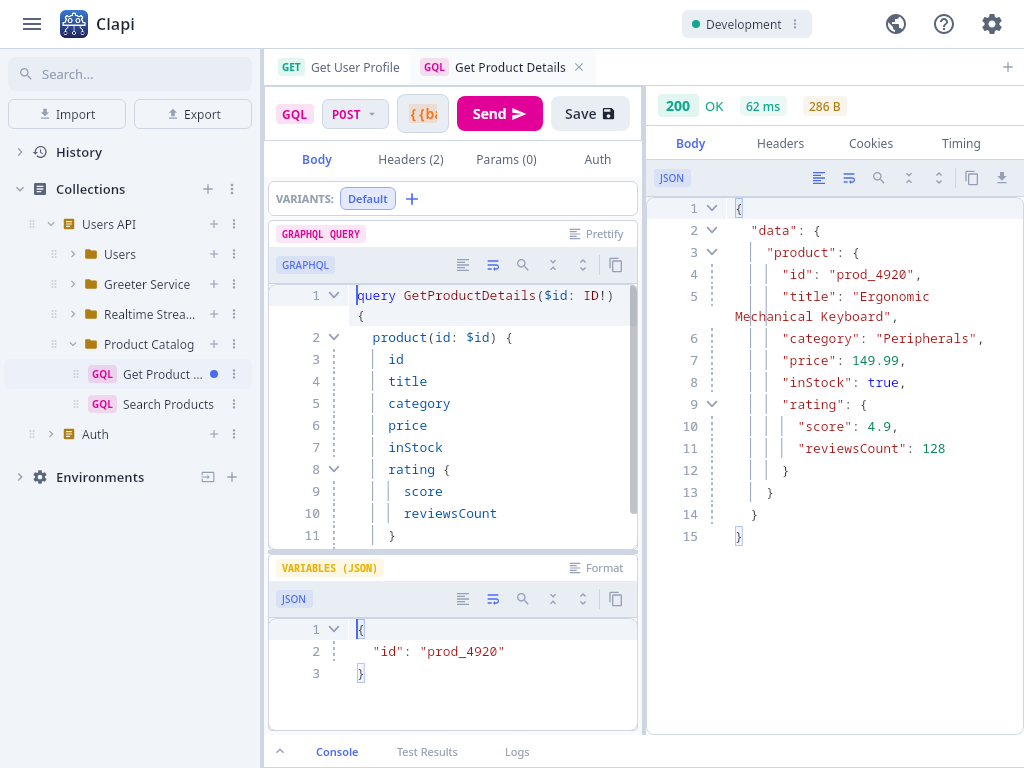 Clapi
Development
Search...
Import
Export
History
Collections
Users API
Users
Greeter Service
Realtime Strea...
Product Catalog
GQL Get Product ...
GQL Search Products
Auth
Environments
GET Get User Profile
GQL Get Product Details
GQL POST {{ba Send Save
Body Headers (2) Params (0) Auth
VARIANTS: Default
GRAPHQL QUERY Prettify
GRAPHQL
1 query GetProductDetails($id: ID!)
{
2 product(id: $id) {
3 id
4 title
5 category
6 price
7 inStock
8 rating {
9 score
10 reviewsCount
11 }
VARIABLES (JSON) Format
JSON
1 {
2 "id": "prod_4920"
3 }
200 OK 62 ms 286 B
Body Headers Cookies Timing
JSON
1 {
2 "data": {
3 "product": {
4 "id": "prod_4920",
5 "title": "Ergonomic
Mechanical Keyboard",
6 "category": "Peripherals",
7 "price": 149.99,
8 "inStock": true,
9 "rating": {
10 "score": 4.9,
11 "reviewsCount": 128
12 }
13 }
14 }
15 }
Console Test Results Logs